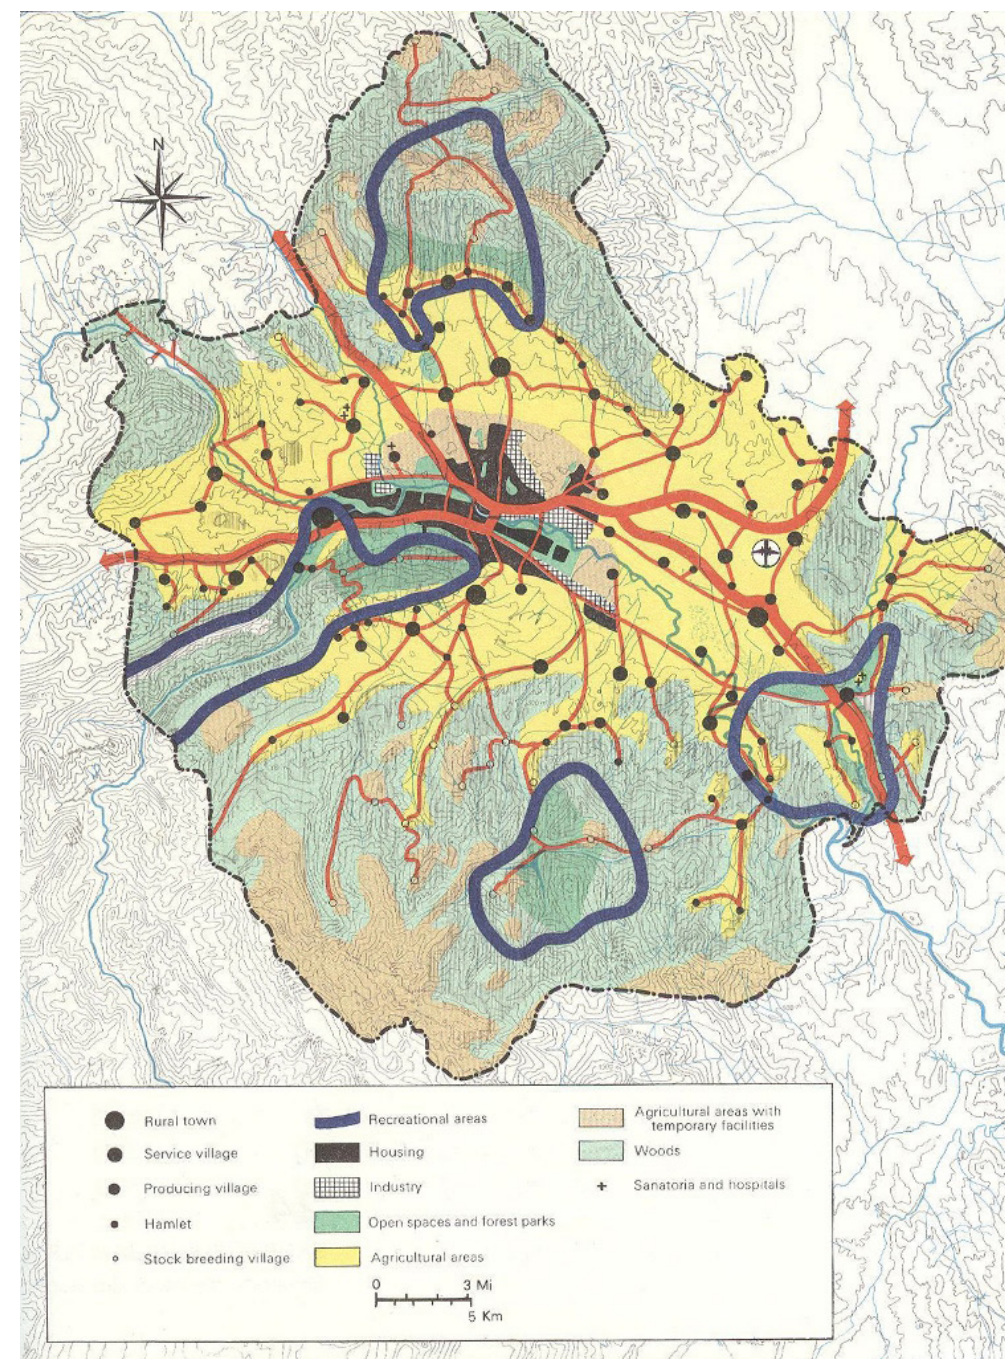 N
Rural town
Service village
Producing village
Hamlet
Stock breeding village
Recreational areas
Housing
Industry
Open spaces and forest parks
Agricultural areas
0 3 Mi
5 Km
Agricultural areas with
temporary facilities
Woods
Sanatoria and hospitals